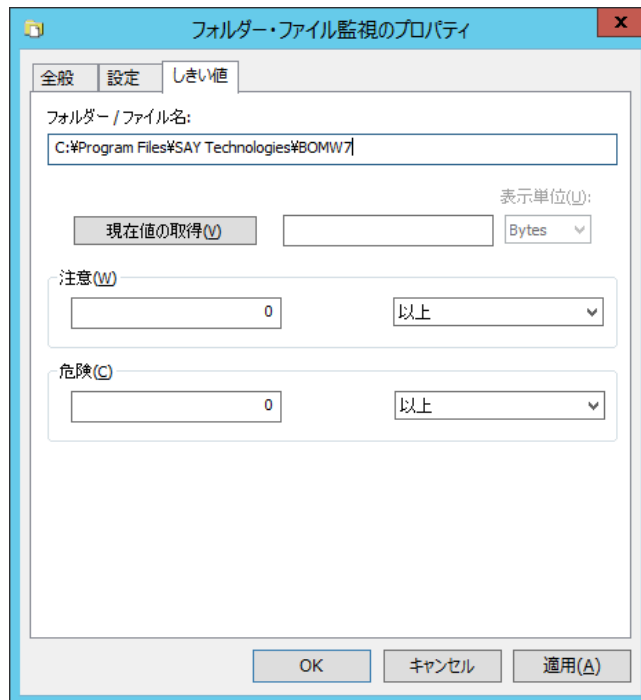 フォルダー・ファイル監視のプロパティ
x
全般 設定 しきい値
フォルダー / ファイル名:
C:¥Program Files¥SAY Technologies¥BOMW7
表示単位(U):
現在値の取得(V) Bytes
注意(W)
0 以上
危険(C)
0 以上
OK キャンセル 適用(A)